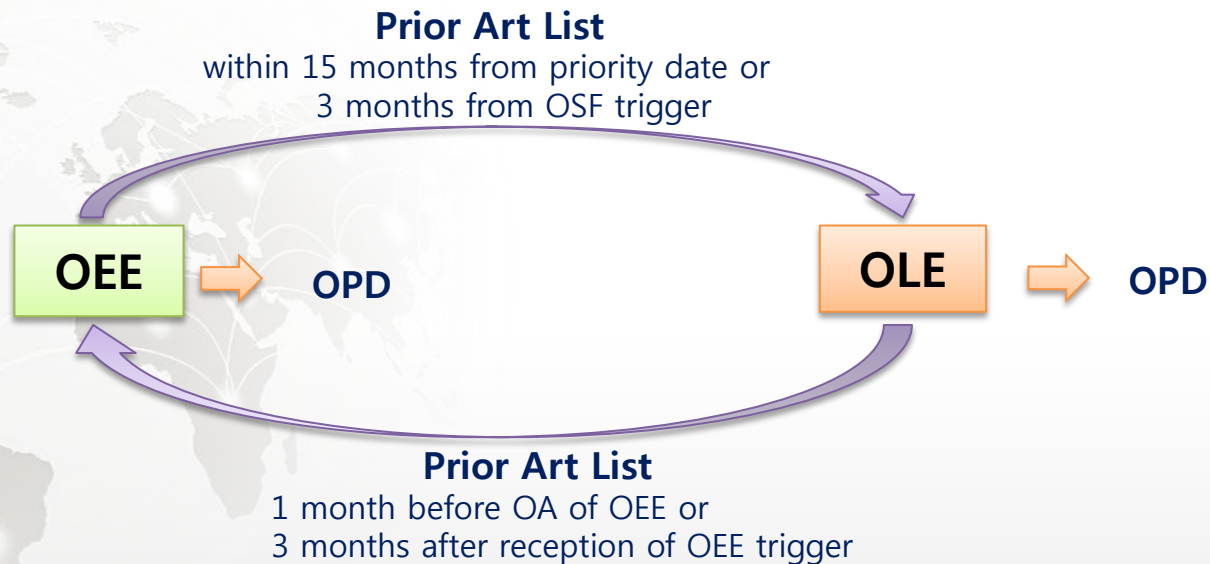 Prior Art List
within 15 months from priority date or
3 months from OSF trigger
OEE
OPD
OLE
OPD
Prior Art List
1 month before OA of OEE or
3 months after reception of OEE trigger